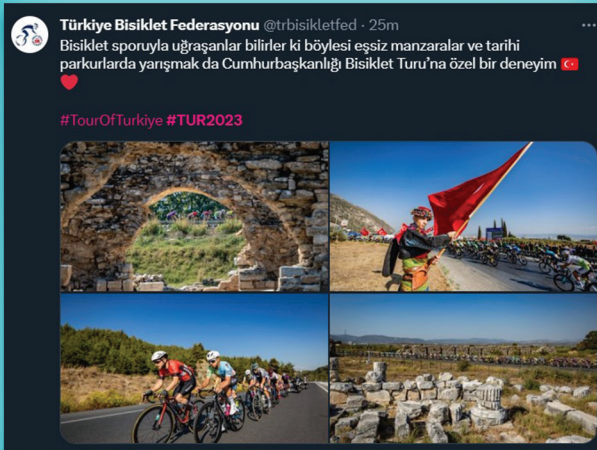 Türkiye Bisiklet Federasyonu @trbisikletfed · 25m
Bisiklet sporuyla uğraşanlar bilirler ki böylesi eşsiz manzaralar ve tarihi
parkurlarda yarışmak da Cumhurbaşkanlığı Bisiklet Turu'na özel bir deneyim 🇹🇷
❤️
#TourOfTurkiye #TUR2023